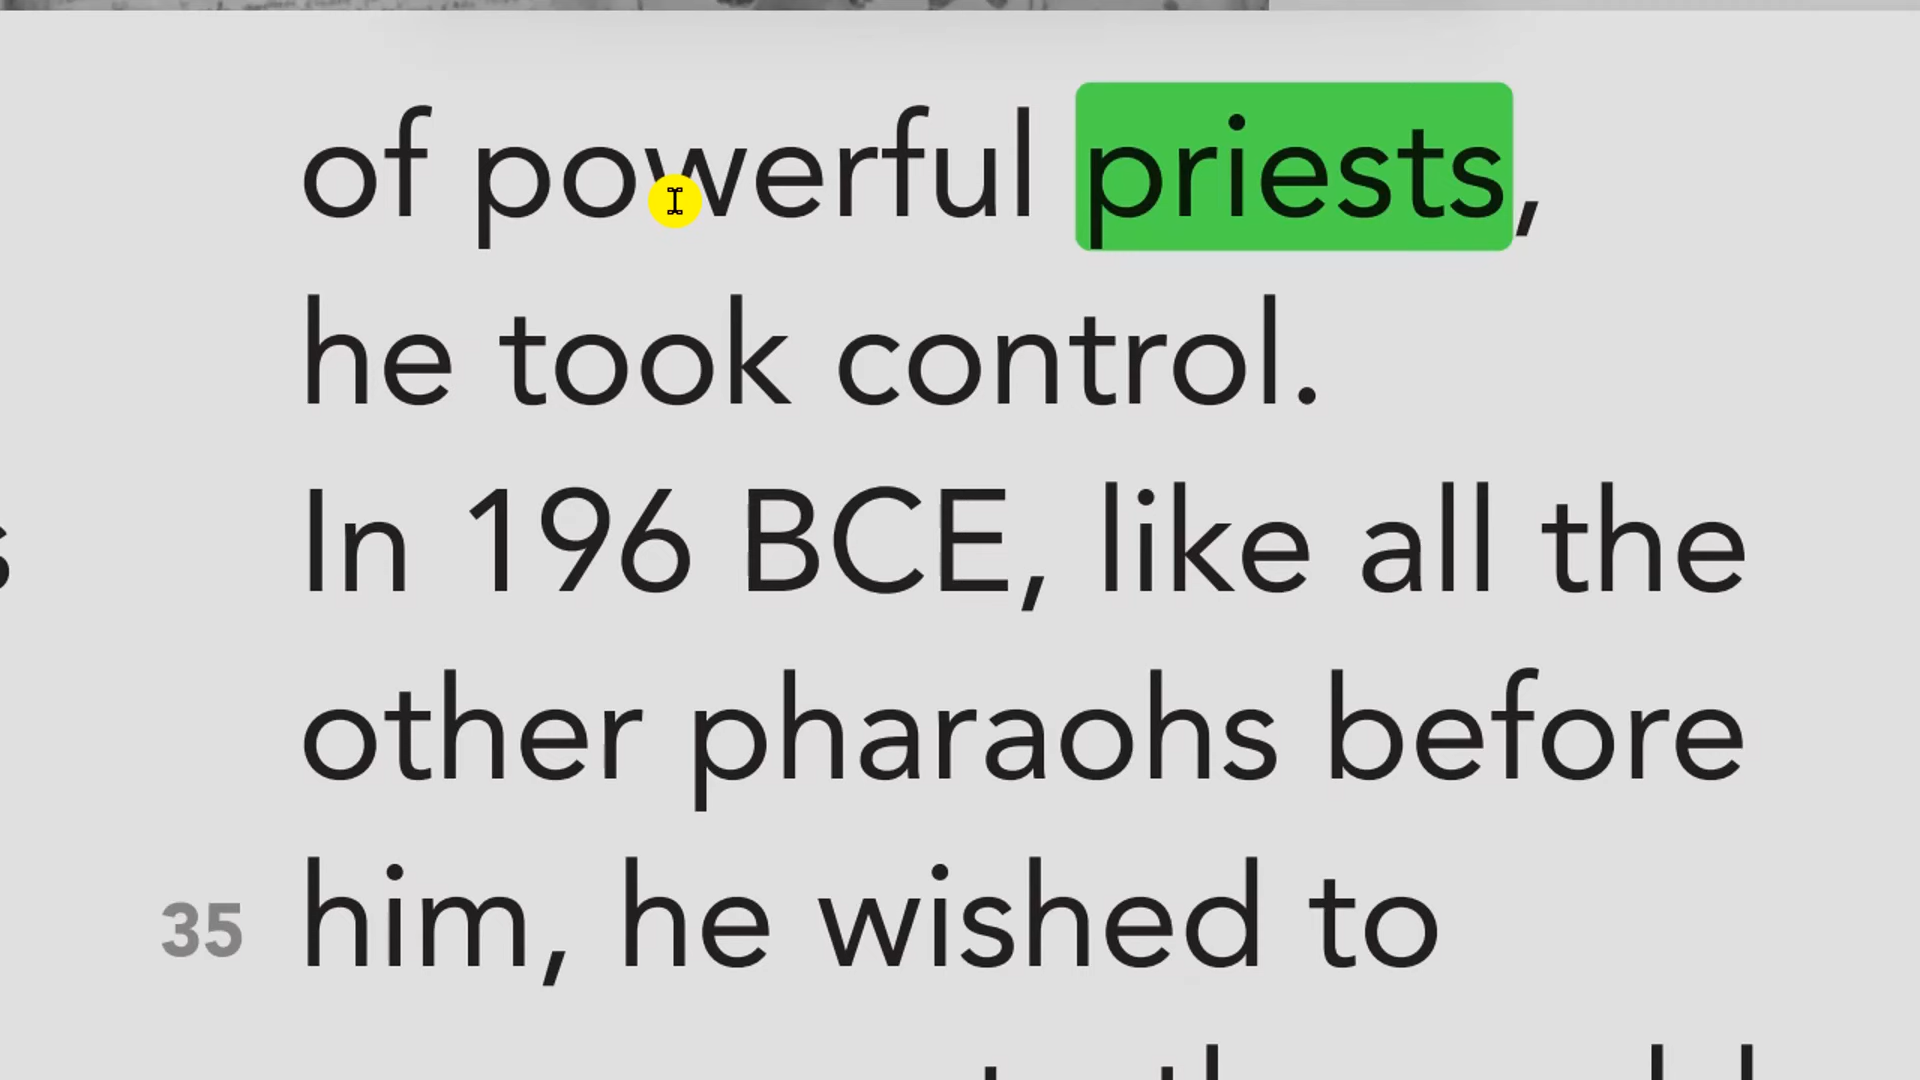 of powerful priests,
he took control.
In 196 BCE, like all the
other pharaohs before
35 him, he wished to